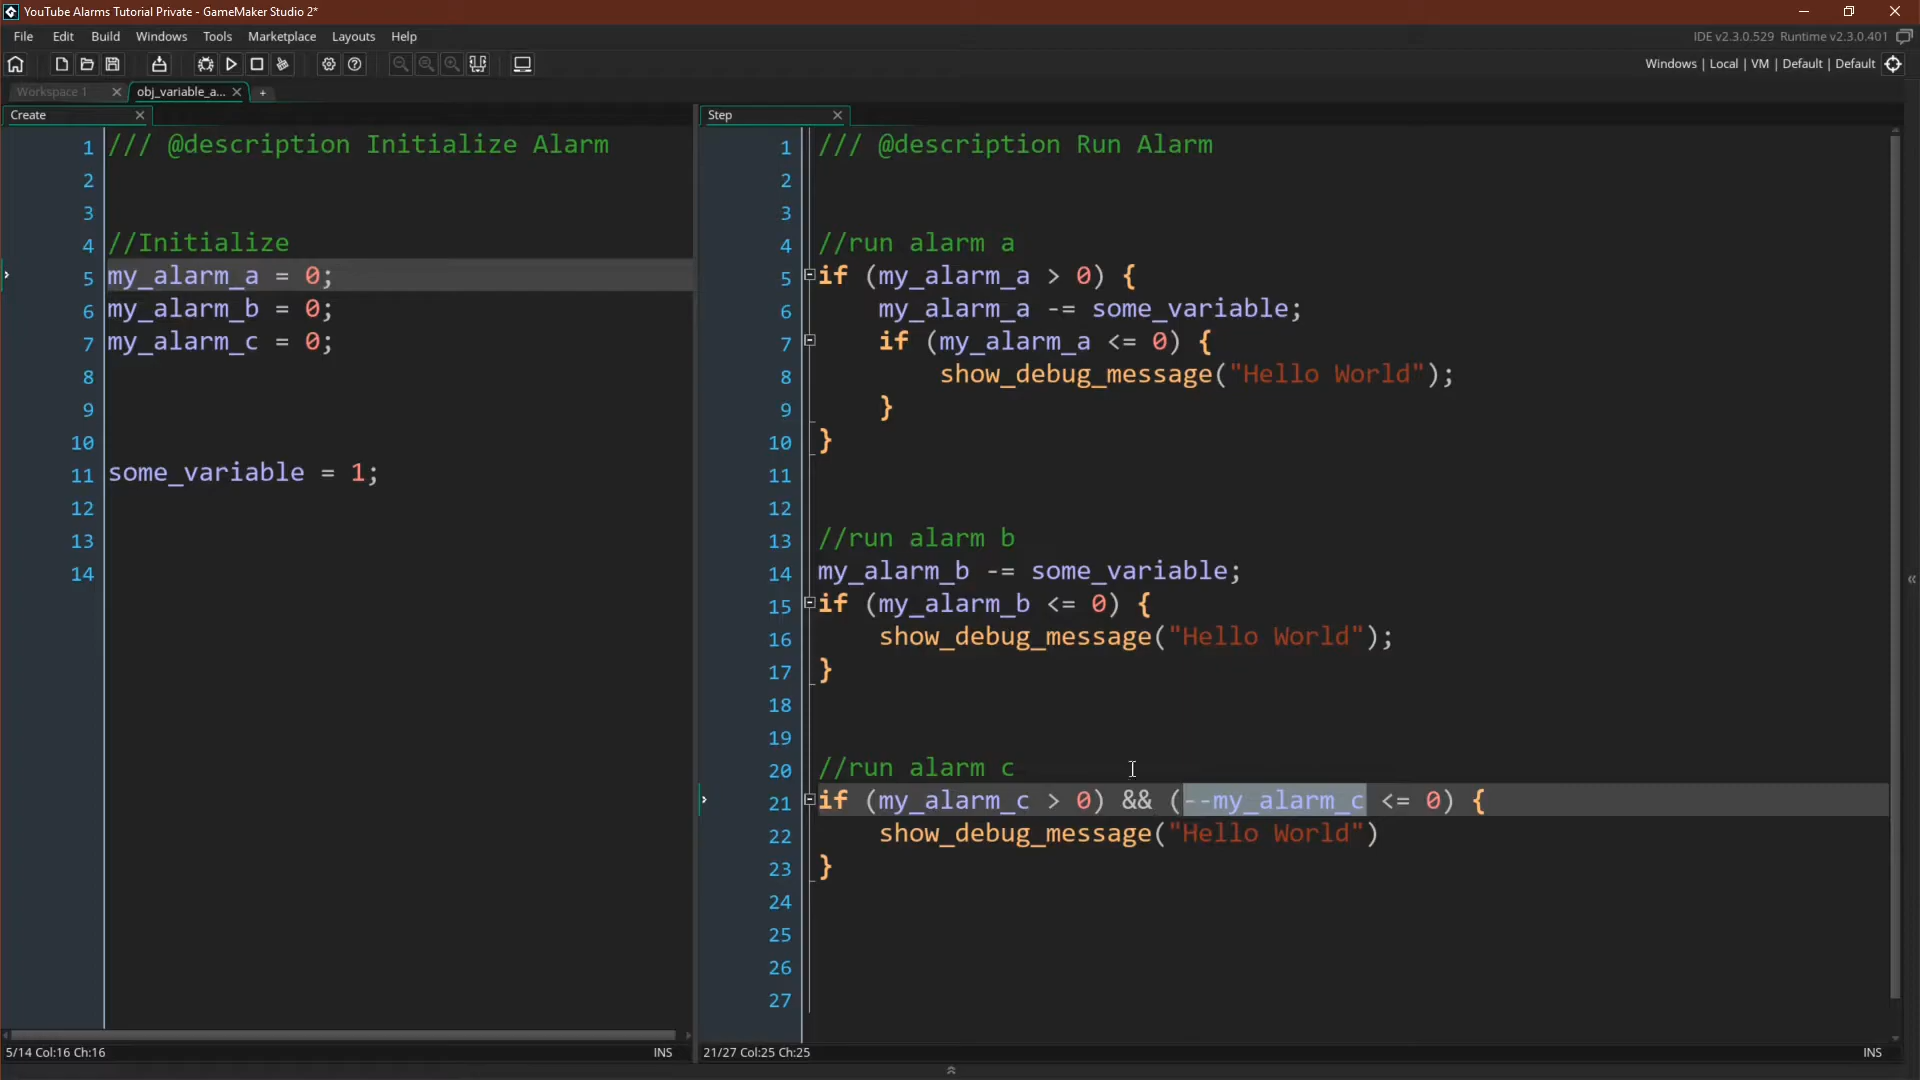 YouTube Alarms Tutorial Private - GameMaker Studio 2*
File Edit Build Windows Tools Marketplace Layouts Help
IDE v2.3.0.529 Runtime v2.3.0.401
Windows | Local | VM | Default | Default
Workspace 1
obj_variable_a...
Create
1 /// @description Initialize Alarm
2
3
4 //Initialize
5 my_alarm_a = 0;
6 my_alarm_b = 0;
7 my_alarm_c = 0;
8
9
10
11 some_variable = 1;
12
13
14
5/14 Col:16 Ch:16
INS
Step
1 /// @description Run Alarm
2
3
4 //run alarm a
5 if (my_alarm_a > 0) {
6 my_alarm_a -= some_variable;
7 if (my_alarm_a <= 0) {
8 show_debug_message("Hello World");
9 }
10 }
11
12
13 //run alarm b
14 my_alarm_b -= some_variable;
15 if (my_alarm_b <= 0) {
16 show_debug_message("Hello World");
17 }
18
19
20 //run alarm c
21 if (my_alarm_c > 0) && (--my_alarm_c <= 0) {
22 show_debug_message("Hello World")
23 }
24
25
26
27
21/27 Col:25 Ch:25
INS